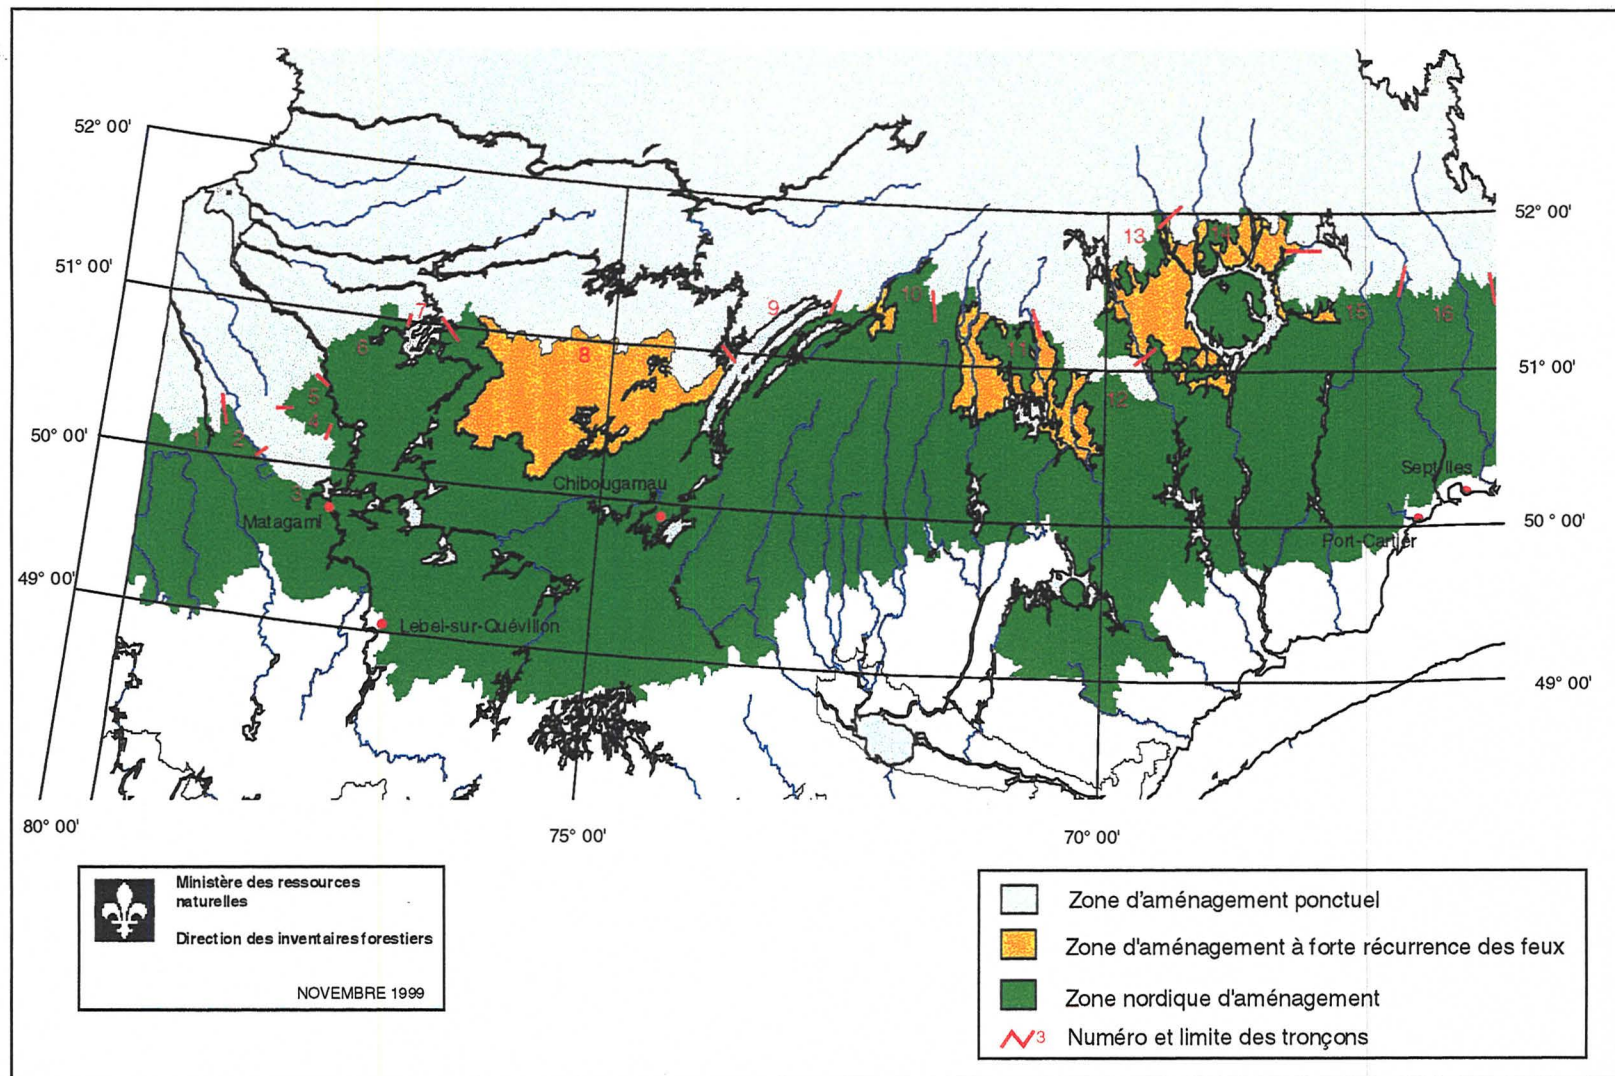 52° 00'
52° 00'
13
14
51° 00'
7
9
10
15
16
6
8
11
51° 00'
5
12
4
50° 00'
1
2
Sept-Iles
3
Chibougamau
Matagami
50° 00'
Port-Cartier
49° 00'
Lebel-sur-Quévillon
49° 00'
80° 00'
75° 00'
70° 00'
Ministère des ressources
naturelles
Direction des inventaires forestiers
NOVEMBRE 1999
Zone d'aménagement ponctuel
Zone d'aménagement à forte récurrence des feux
Zone nordique d'aménagement
3 Numéro et limite des tronçons